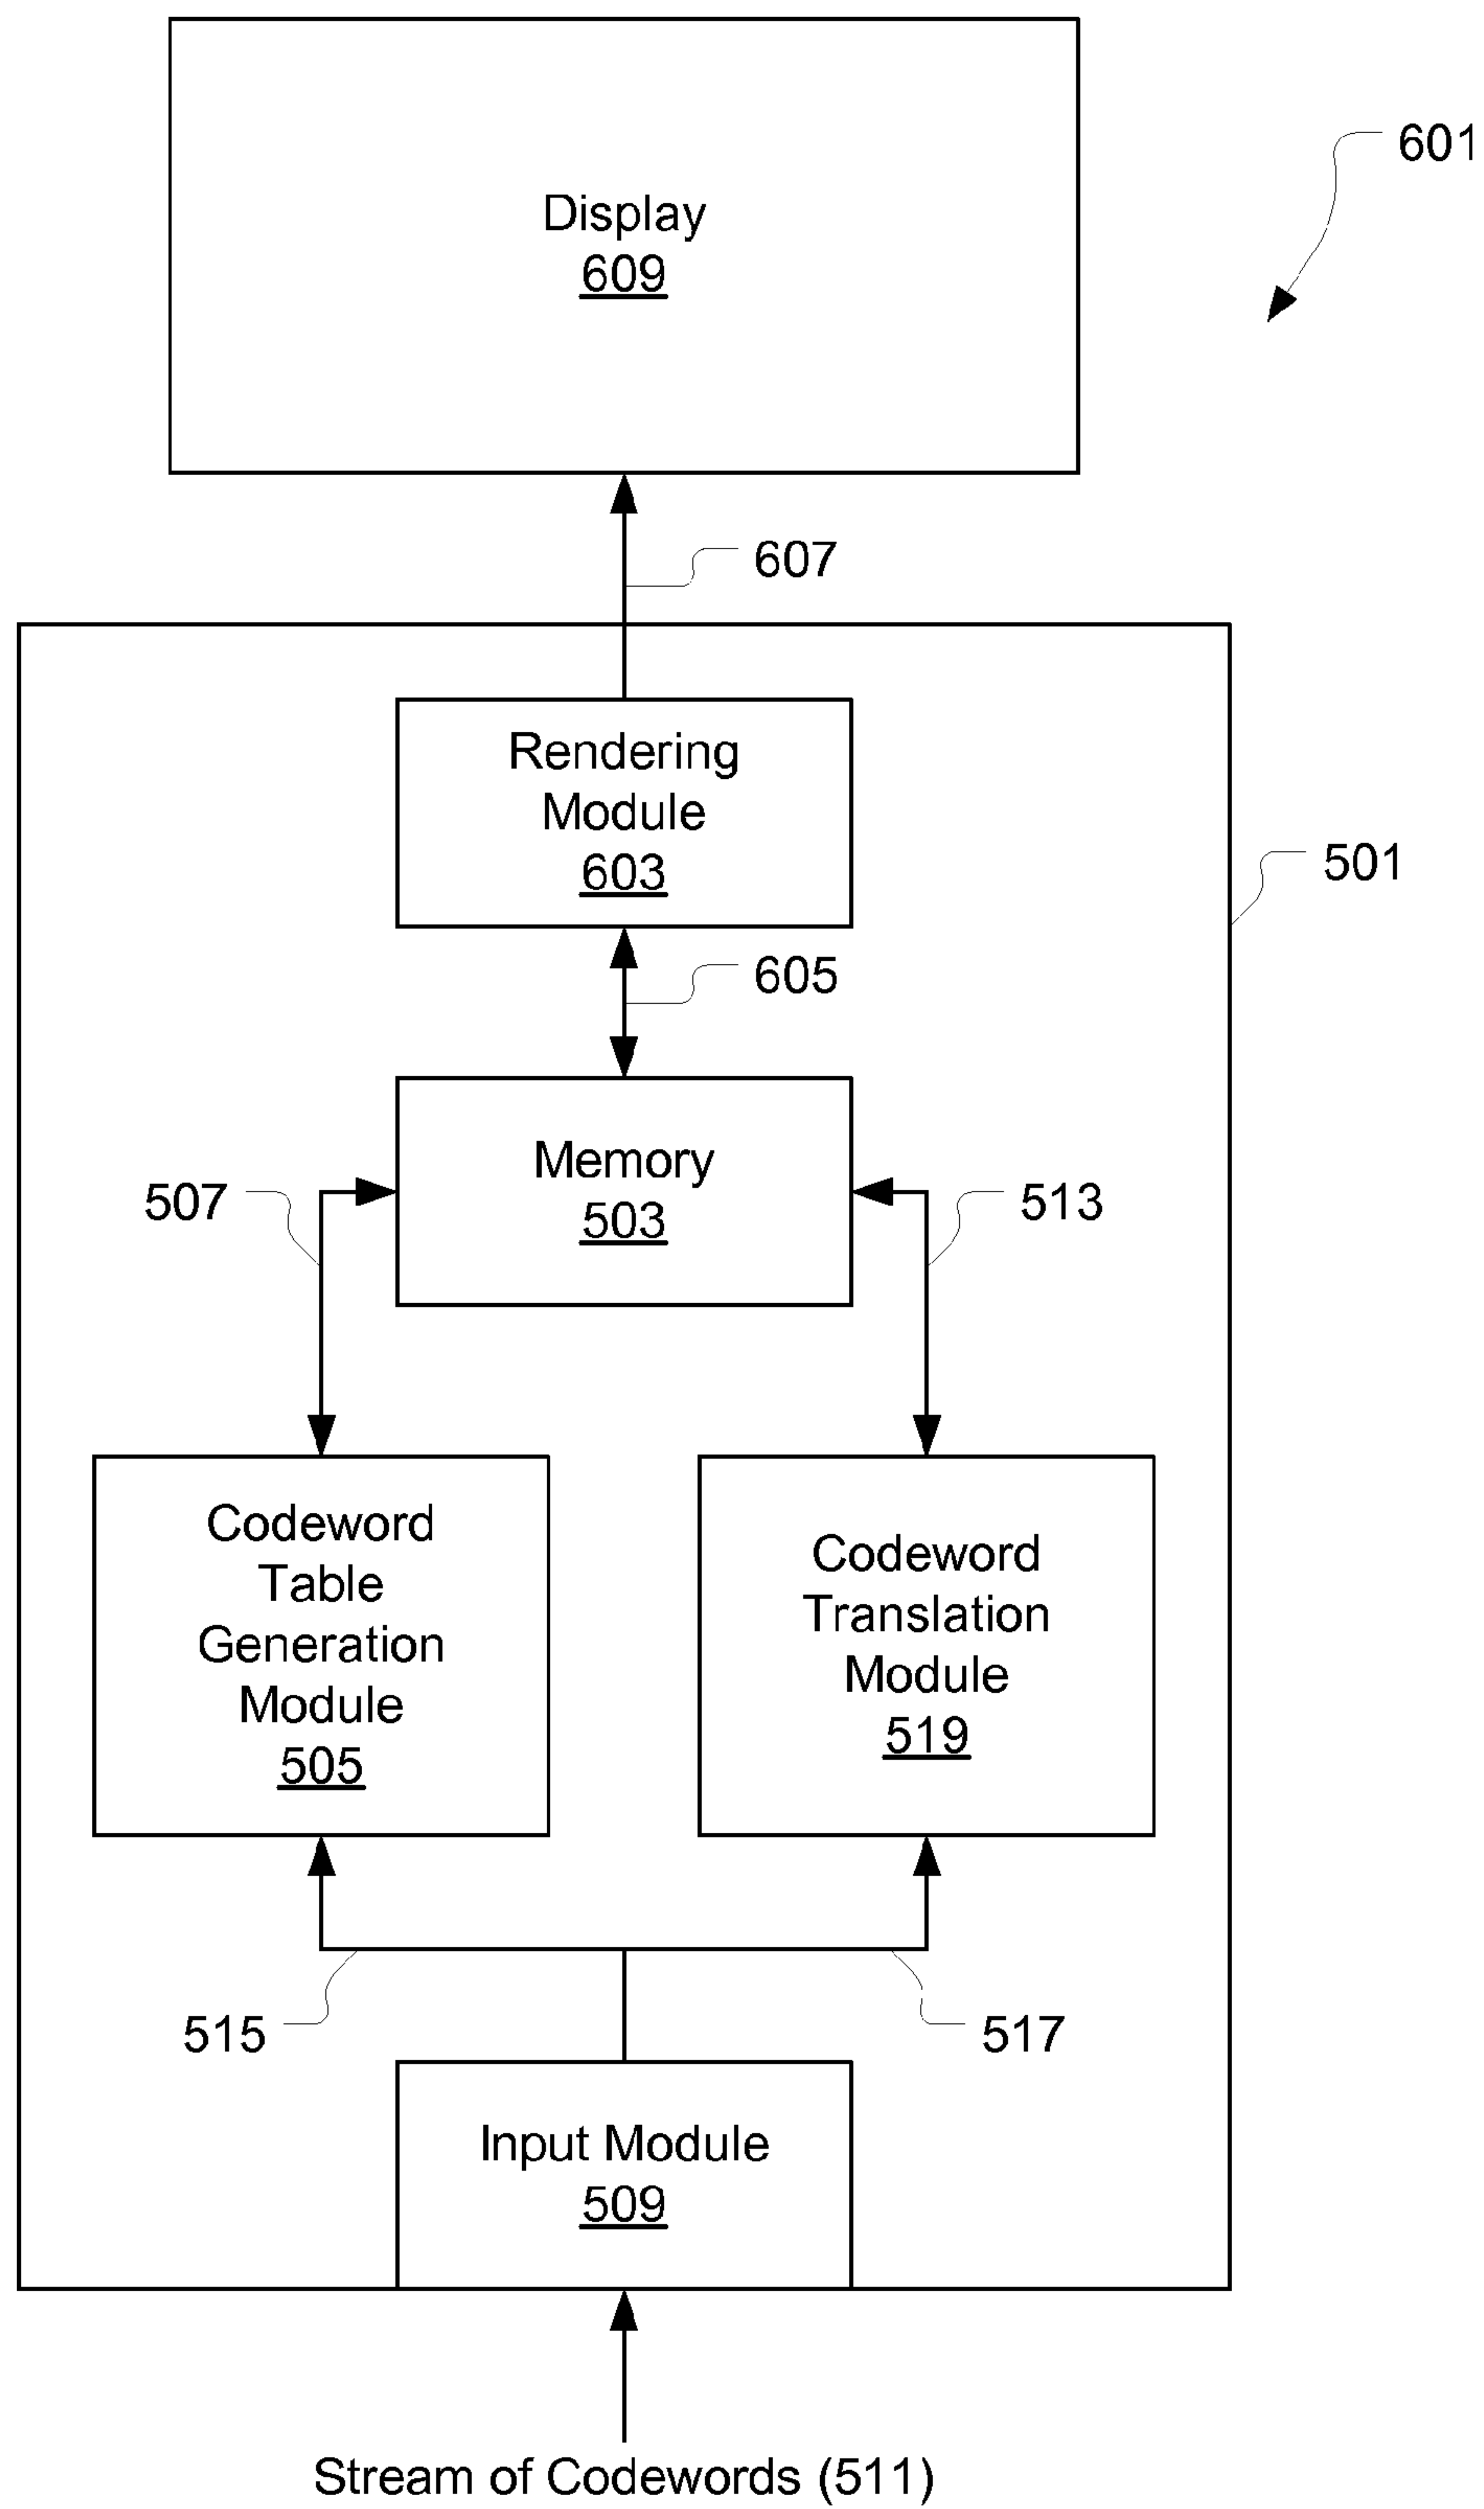 601
Display
609
607
Rendering
Module
603
501
605
Memory
503
507
513
Codeword
Table
Generation
Module
505
Codeword
Translation
Module
519
515
517
Input Module
509
Stream of Codewords (511)